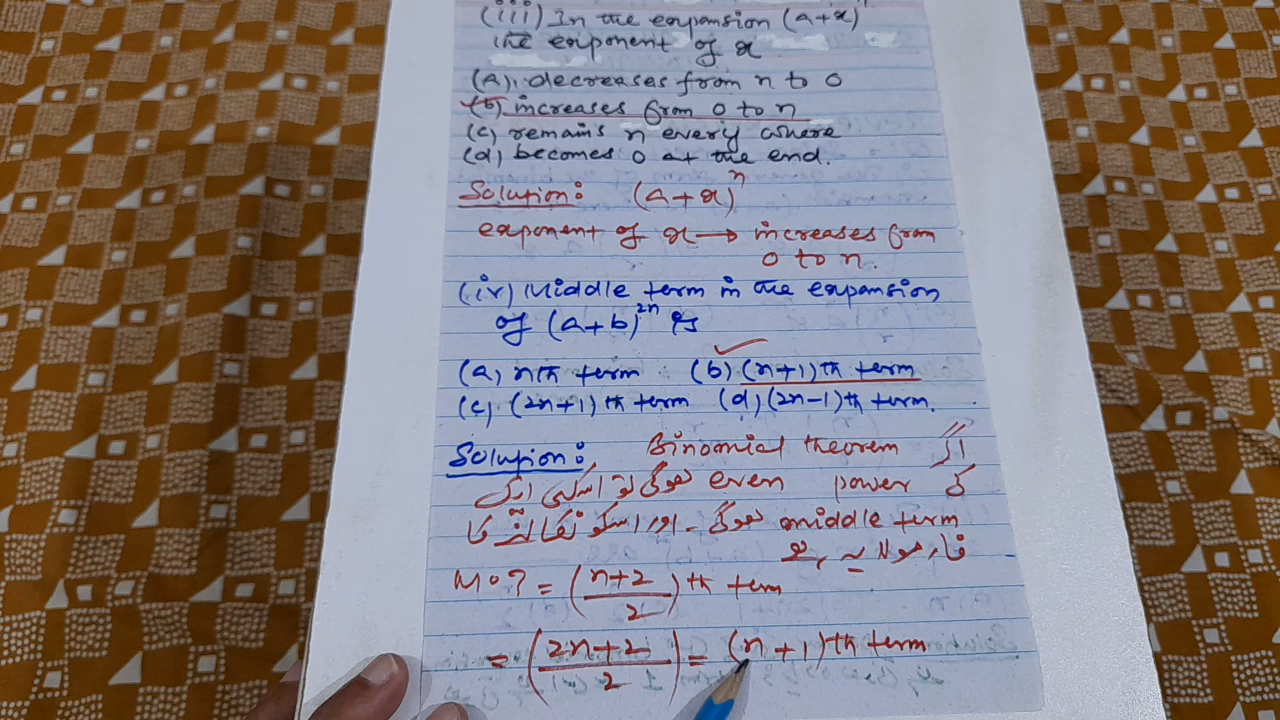 (iii) In the expansion (a+x)
the exponent of x
(a), decreases from n to 0
(b) increases from 0 to n
(c) remains n every where
(d) becomes 0 at the end.
Solution: (a+x)^n
exponent of x → increases from
0 to n.
(iv) Middle term in the expansion
of (a+b)^2n is
(a) nth term (b) (n+1)th term
(c) (2n+1)th term (d) (2n-1)th term.
Solution: اگر Binomial theorem
کی power even ہوگی تو اسکی ایک
middle term ہوگی - اور اسکو نکالنے کا
فارمولا یہ ہے
M.T = (n+2/2)th term
= (2n+2/2) = (n+1)th term